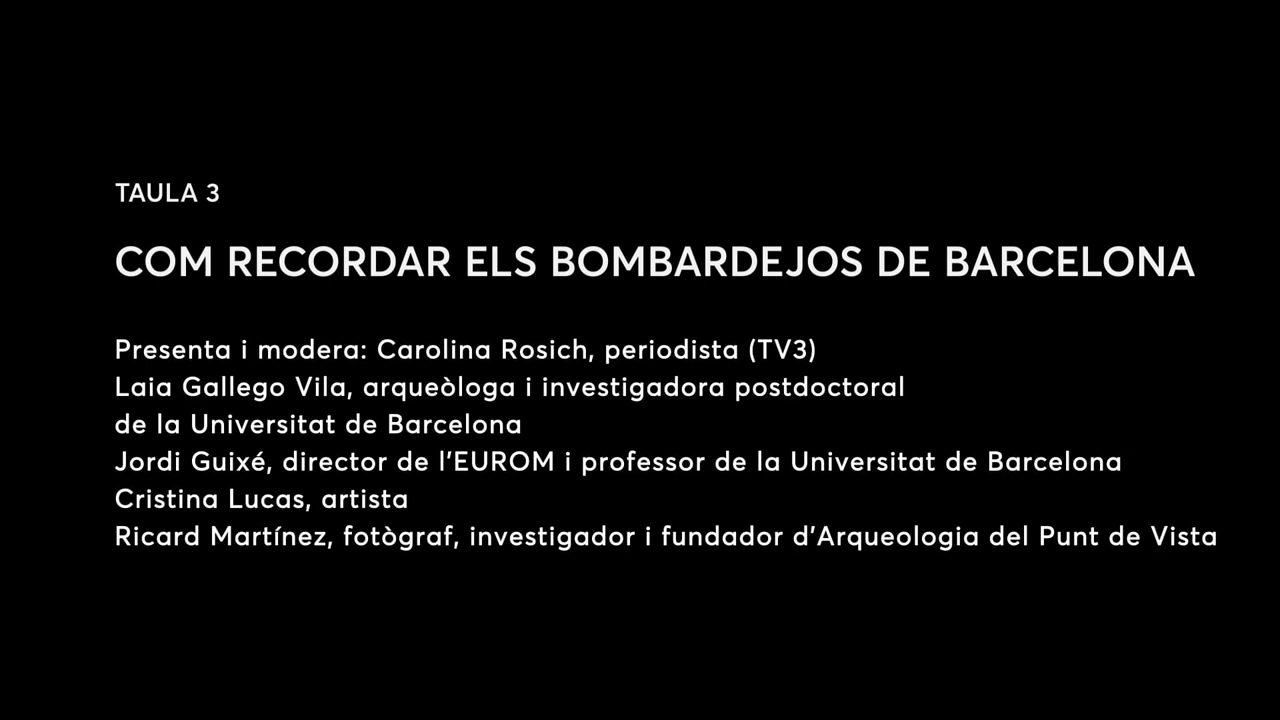 TAULA 3
COM RECORDAR ELS BOMBARDEJOS DE BARCELONA
Presenta i modera: Carolina Rosich, periodista (TV3)
Laia Gallego Vila, arqueòloga i investigadora postdoctoral
de la Universitat de Barcelona
Jordi Guixé, director de l’EUROM i professor de la Universitat de Barcelona
Cristina Lucas, artista
Ricard Martínez, fotògraf, investigador i fundador d’Arqueologia del Punt de Vista